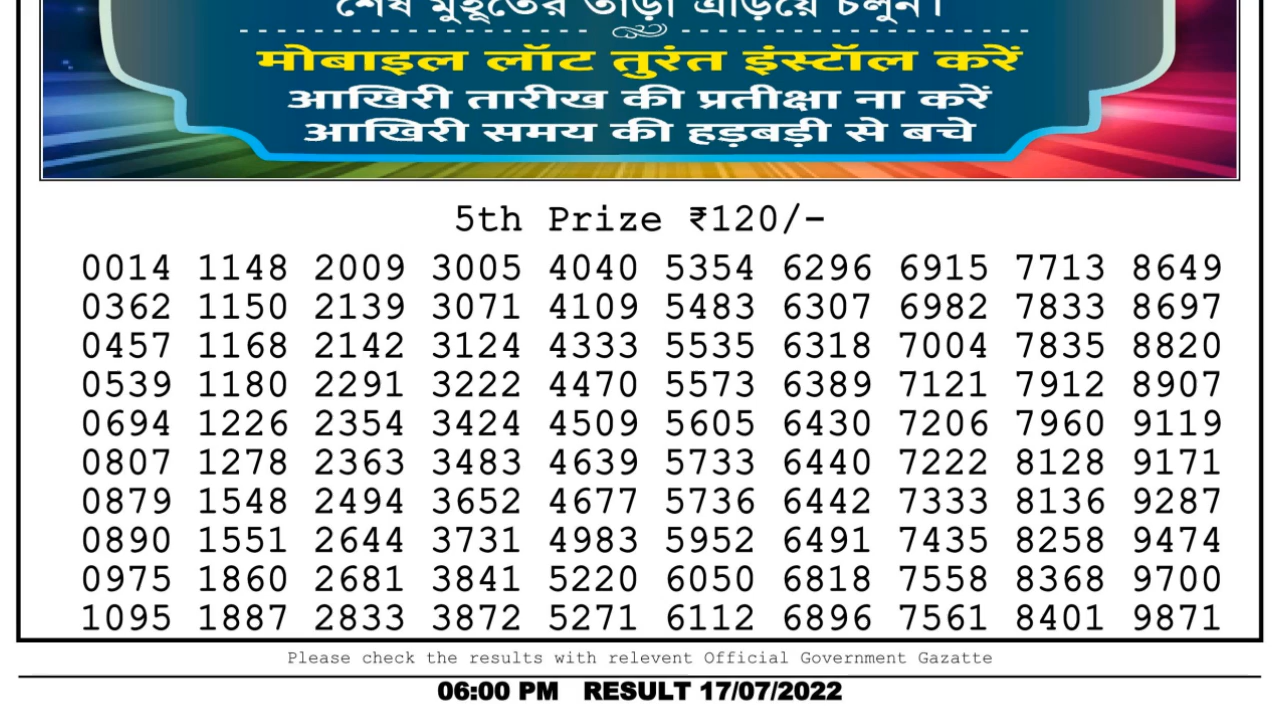 শেষ মুহূর্তের তাড়া এড়িয়ে চলুন।
मोबाइल लॉट तुरंत इंस्टॉल करें
आखिरी तारीख की प्रतीक्षा ना करें
आखिरी समय की हड़बड़ी से बचे
5th Prize ₹120/-
0014 1148 2009 3005 4040 5354 6296 6915 7713 8649
0362 1150 2139 3071 4109 5483 6307 6982 7833 8697
0457 1168 2142 3124 4333 5535 6318 7004 7835 8820
0539 1180 2291 3222 4470 5573 6389 7121 7912 8907
0694 1226 2354 3424 4509 5605 6430 7206 7960 9119
0807 1278 2363 3483 4639 5733 6440 7222 8128 9171
0879 1548 2494 3652 4677 5736 6442 7333 8136 9287
0890 1551 2644 3731 4983 5952 6491 7435 8258 9474
0975 1860 2681 3841 5220 6050 6818 7558 8368 9700
1095 1887 2833 3872 5271 6112 6896 7561 8401 9871
Please check the results with relevent Official Government Gazatte
06:00 PM RESULT 17/07/2022